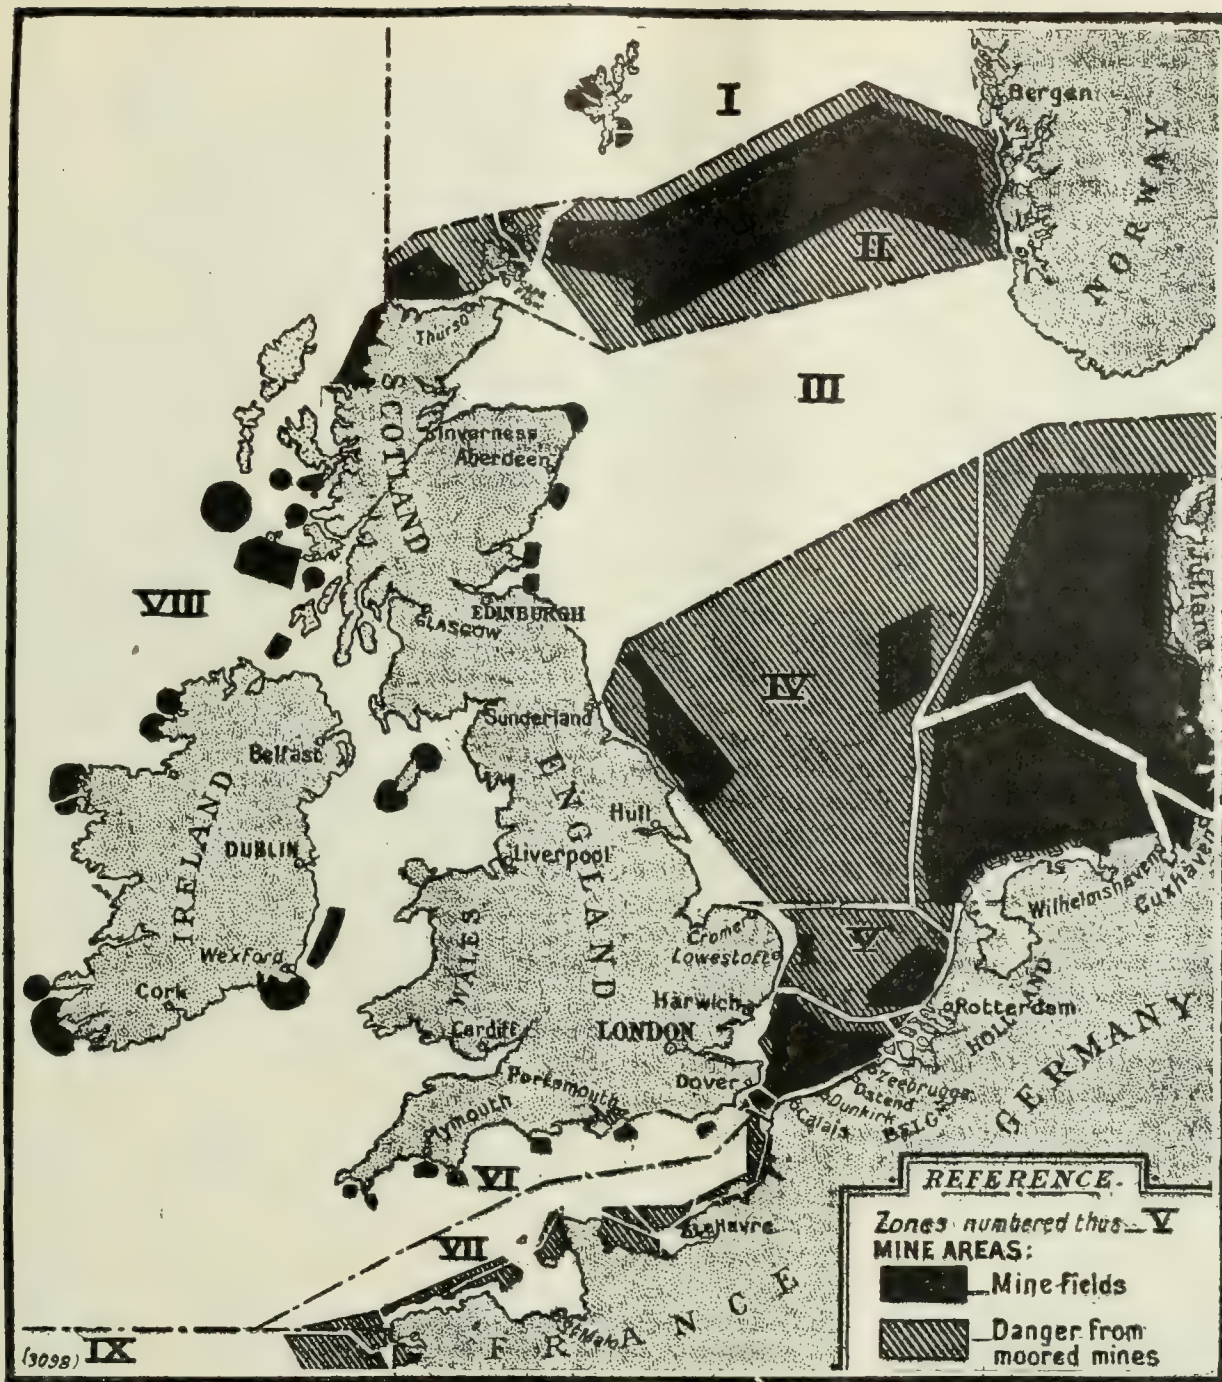 I
Bergen
NORWAY
II
Scapa Flow
Thurso
III
SCOTLAND
Inverness
Aberdeen
Jutland
VIII
EDINBURGH
GLASGOW
IV
Sunderland
Belfast
ENGLAND
IRELAND
Hull
DUBLIN
Liverpool
Wilhelmshaven
Cuxhaven
WALES
Cromer
V
Lowestoft
Wexford
Cork
Harwich
Rotterdam
HOLLAND
Cardiff
LONDON
GERMANY
Dover
Zeebrugge
Portsmouth
Ostend
Dunkirk
Plymouth
Calais
BELGM
VI
REFERENCE.
Havre
Zones numbered thus V
VII
MINE AREAS:
Mine-fields
St Malo
FRANCE
Danger from
moored mines
(3098) IX